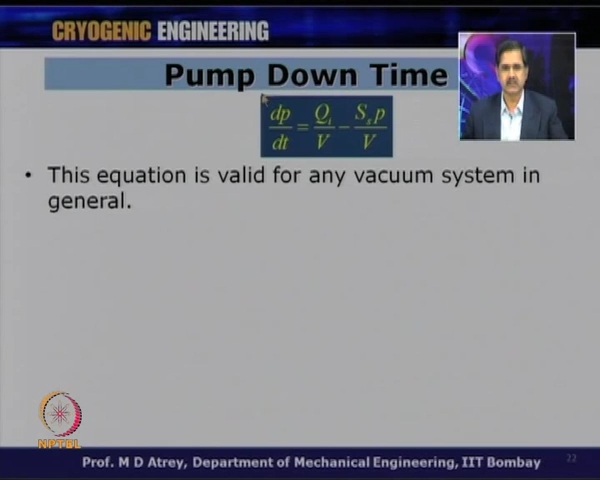 CRYOGENIC ENGINEERING
Pump Down Time
dp/dt = Q_i/V − S_s p/V
• This equation is valid for any vacuum system in
general.
NPTEL
Prof. M D Atrey, Department of Mechanical Engineering, IIT Bombay
22